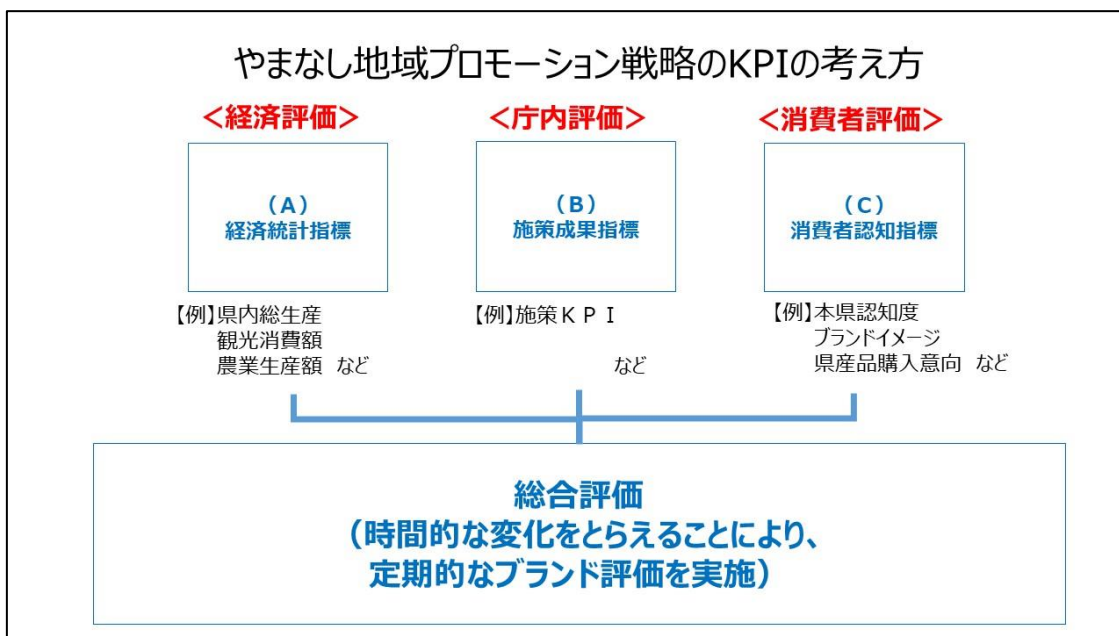 やまなし地域プロモーション戦略のKPIの考え方
＜経済評価＞
＜庁内評価＞
＜消費者評価＞
（A）
経済統計指標
（B）
施策成果指標
（C）
消費者認知指標
【例】県内総生産
観光消費額
農業生産額 など
【例】施策ＫＰＩ
など
【例】本県認知度
ブランドイメージ
県産品購入意向 など
総合評価
（時間的な変化をとらえることにより、
定期的なブランド評価を実施）